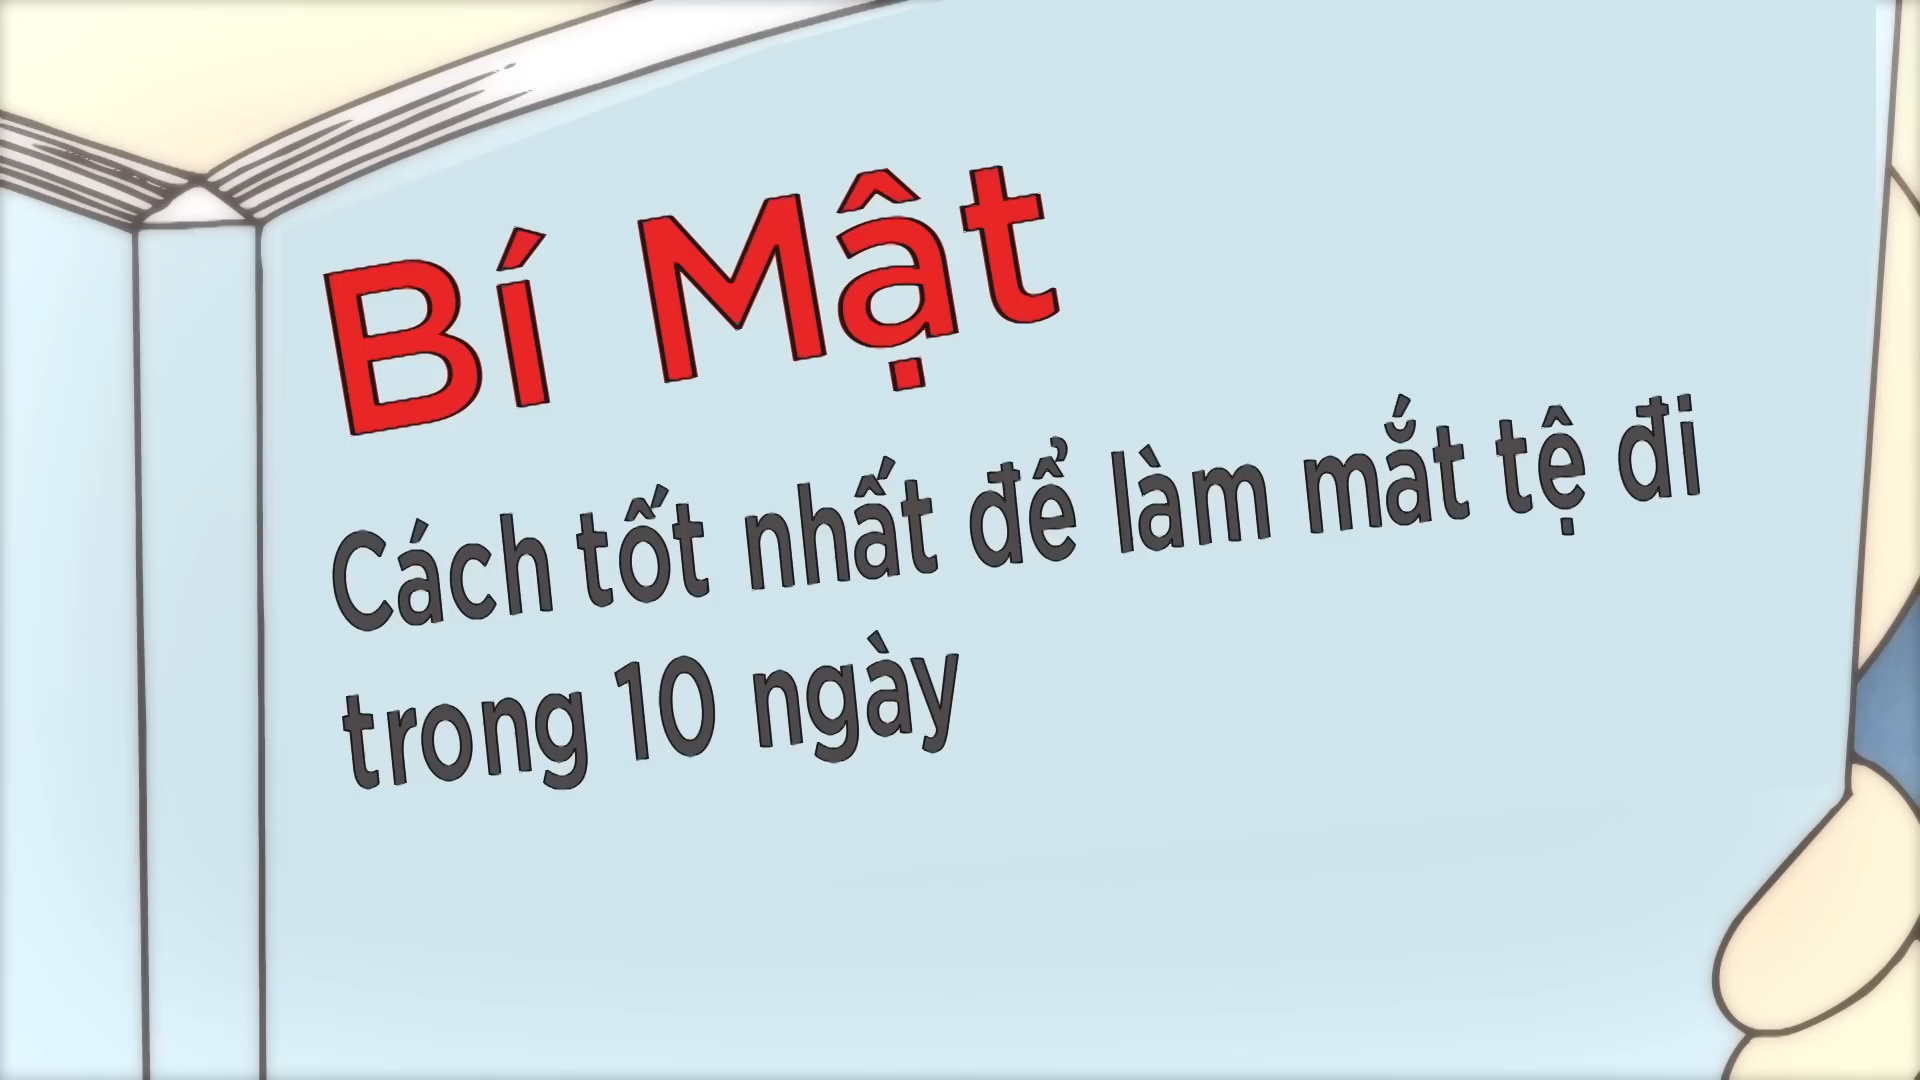 Bí Mật
Cách tốt nhất để làm mắt tệ đi
trong 10 ngày